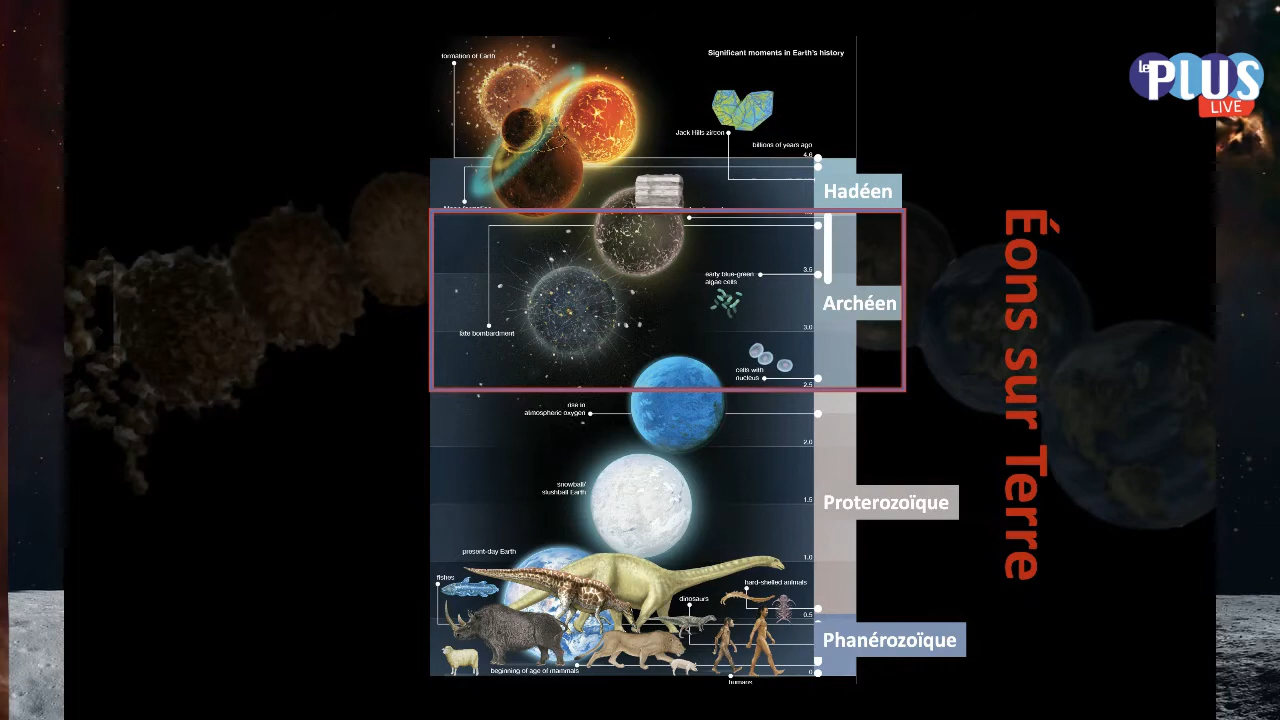 le PLUS
LIVE
formation of Earth
Significant moments in Earth's history
Jack Hills zircon
billions of years ago
4.6
Hadéen
late bombardment
early blue-green
algae cells
3.5
Archéen
3.0
cells with
nucleus
2.5
rise in
atmospheric oxygen
2.0
snowball/
slushball Earth
1.5
Proterozoïque
present-day Earth
1.0
fishes
hard-shelled animals
dinosaurs
0.5
Phanérozoïque
beginning of age of mammals
0
humans
Éons sur Terre